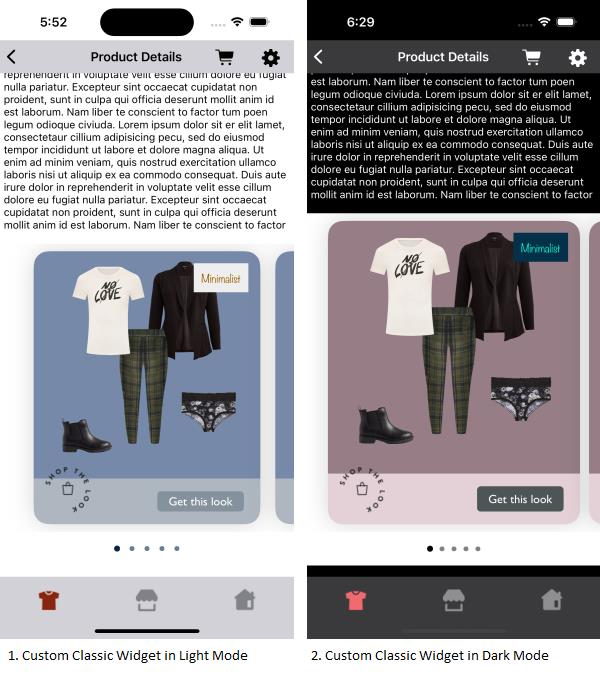 5:52
Product Details
reprehenderit in voluptate velit esse cillum dolore eu fugiat
nulla pariatur. Excepteur sint occaecat cupidatat non
proident, sunt in culpa qui officia deserunt mollit anim id
est laborum. Nam liber te conscient to factor tum poen
legum odioque civiuda. Lorem ipsum dolor sit er elit lamet,
consectetaur cillium adipisicing pecu, sed do eiusmod
tempor incididunt ut labore et dolore magna aliqua. Ut
enim ad minim veniam, quis nostrud exercitation ullamco
laboris nisi ut aliquip ex ea commodo consequat. Duis aute
irure dolor in reprehenderit in voluptate velit esse cillum
dolore eu fugiat nulla pariatur. Excepteur sint occaecat
cupidatat non proident, sunt in culpa qui officia deserunt
mollit anim id est laborum. Nam liber te conscient to factor
Minimalist
NO
LOVE
SHOP THE LOOK
Get this look
1. Custom Classic Widget in Light Mode
6:29
Product Details
est laborum. Nam liber te conscient to factor tum poen
legum odioque civiuda. Lorem ipsum dolor sit er elit lamet,
consectetaur cillium adipisicing pecu, sed do eiusmod
tempor incididunt ut labore et dolore magna aliqua. Ut
enim ad minim veniam, quis nostrud exercitation ullamco
laboris nisi ut aliquip ex ea commodo consequat. Duis aute
irure dolor in reprehenderit in voluptate velit esse cillum
dolore eu fugiat nulla pariatur. Excepteur sint occaecat
cupidatat non proident, sunt in culpa qui officia deserunt
mollit anim id est laborum. Nam liber te conscient to factor
Minimalist
NO
LOVE
SHOP THE LOOK
Get this look
2. Custom Classic Widget in Dark Mode